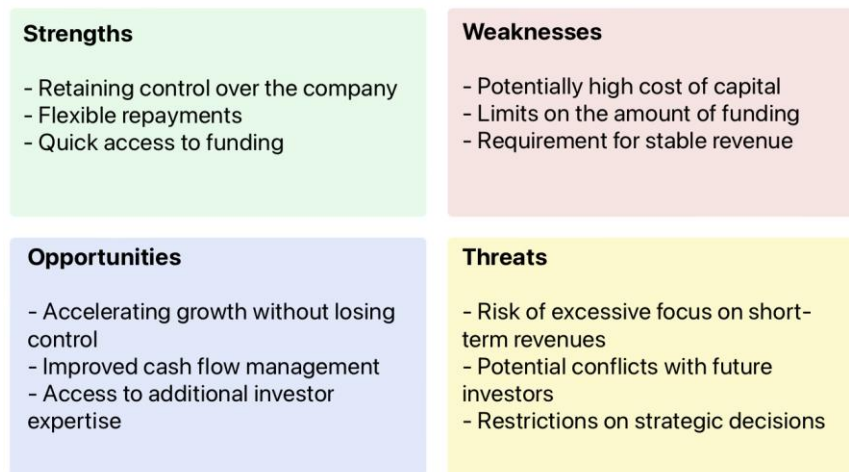 Strengths
- Retaining control over the company
- Flexible repayments
- Quick access to funding
Weaknesses
- Potentially high cost of capital
- Limits on the amount of funding
- Requirement for stable revenue
Opportunities
- Accelerating growth without losing
control
- Improved cash flow management
- Access to additional investor
expertise
Threats
- Risk of excessive focus on short-
term revenues
- Potential conflicts with future
investors
- Restrictions on strategic decisions